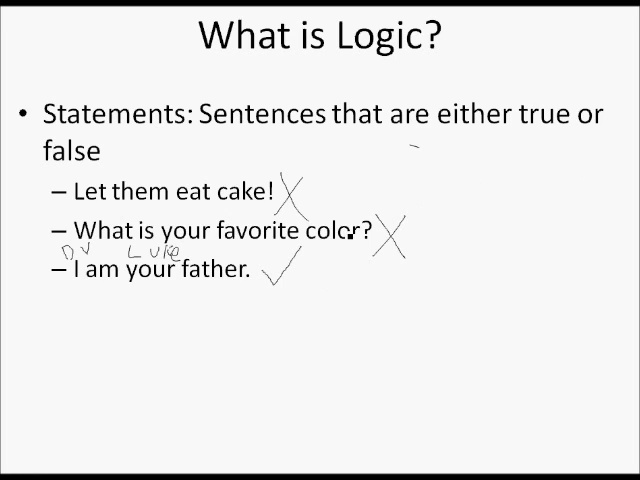 What is Logic?
• Statements: Sentences that are either true or
false
– Let them eat cake!
– What is your favorite color?
DV Luke
– I am your father.